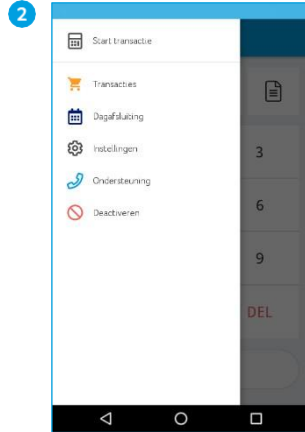 2
Start transactie
Transacties
Dagafsluiting
Instellingen
3
Ondersteuning
Deactiveren
6
9
DEL